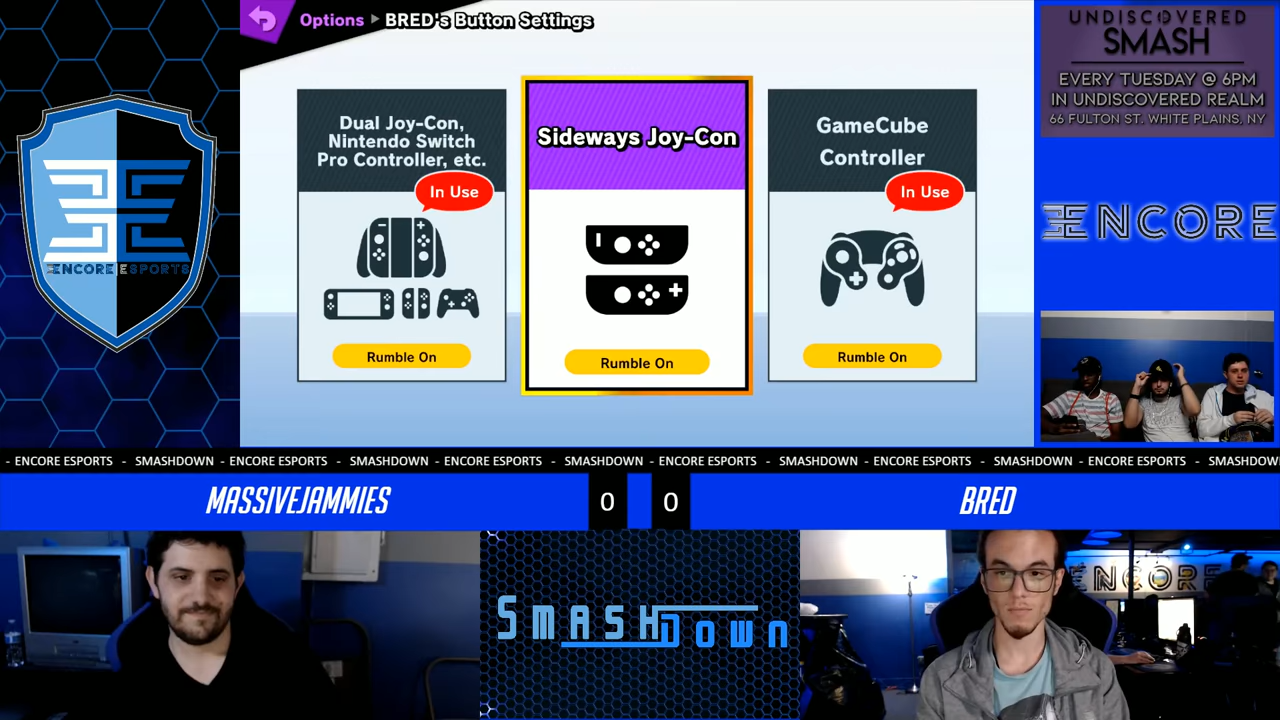 Options ▶ BRED's Button Settings
Dual Joy-Con,
Nintendo Switch
Pro Controller, etc.
In Use
Rumble On
Sideways Joy-Con
Rumble On
GameCube
Controller
In Use
Rumble On
UNDISCOVERED
SMASH
EVERY TUESDAY @ 6PM
IN UNDISCOVERED REALM
66 FULTON ST. WHITE PLAINS, NY
ENCORE ESPORTS
ENCORE
- ENCORE ESPORTS - SMASHDOWN - ENCORE ESPORTS - SMASHDOWN - ENCORE ESPORTS - SMASHDOWN - ENCORE ESPORTS - SMASHDOWN - ENCORE ESPORTS - SMASHDOWN - ENCORE ESPORTS - SMASHDOW
MASSIVEJAMMIES
0
0
BRED
SMASHDOWN
ENCORE